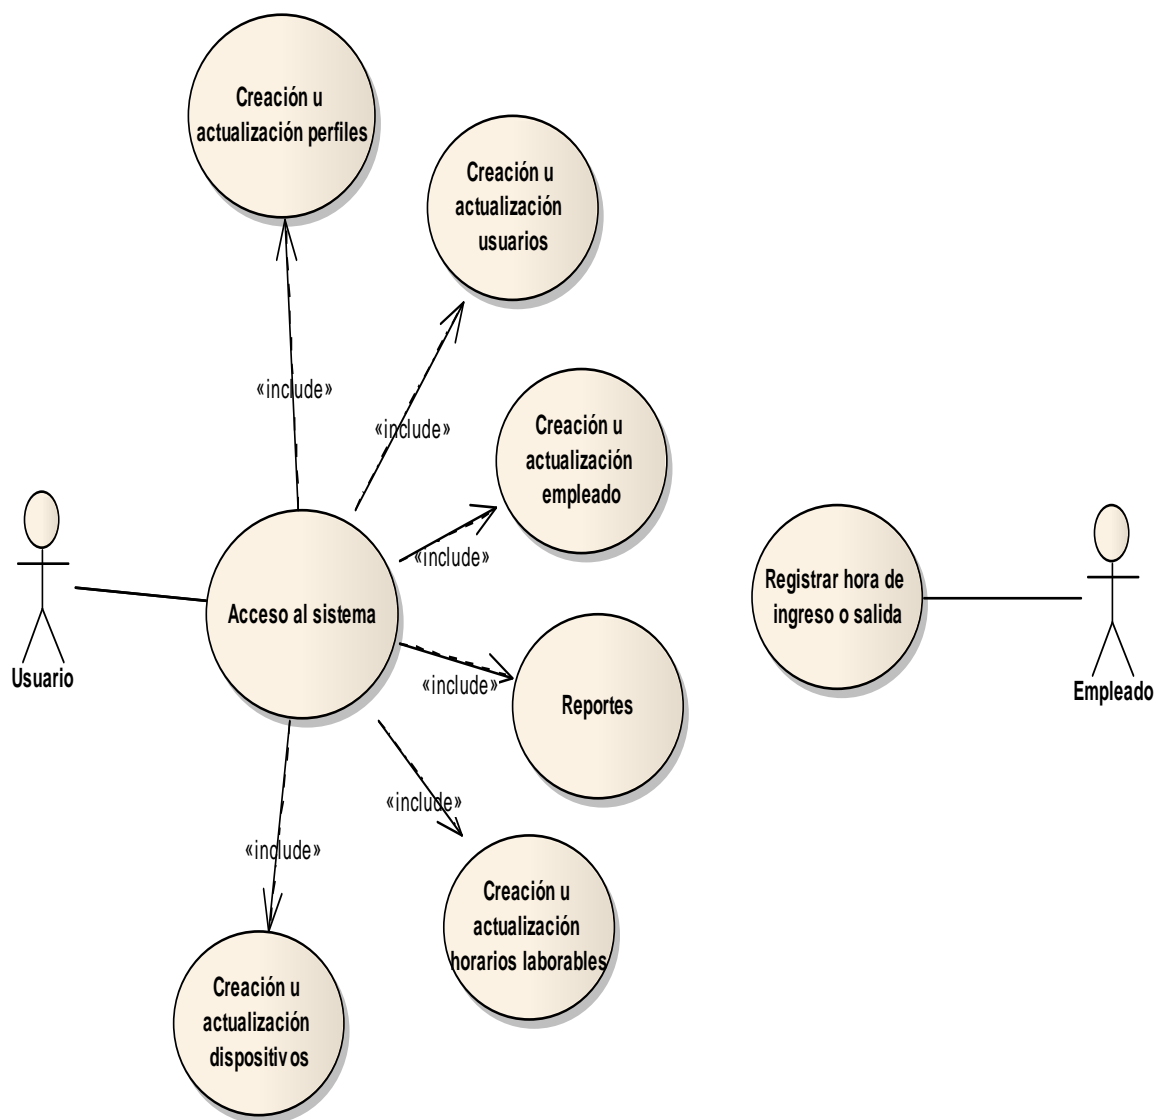 Creación u
actualización perfiles
Creación u
actualización
usuarios
«include»
«include»
Creación u
actualización
empleado
«include»
Usuario
Acceso al sistema
«include»
Reportes
Registrar hora de
ingreso o salida
Empleado
«include»
«include»
Creación u
actualización
horarios laborables
Creación u
actualización
dispositivos